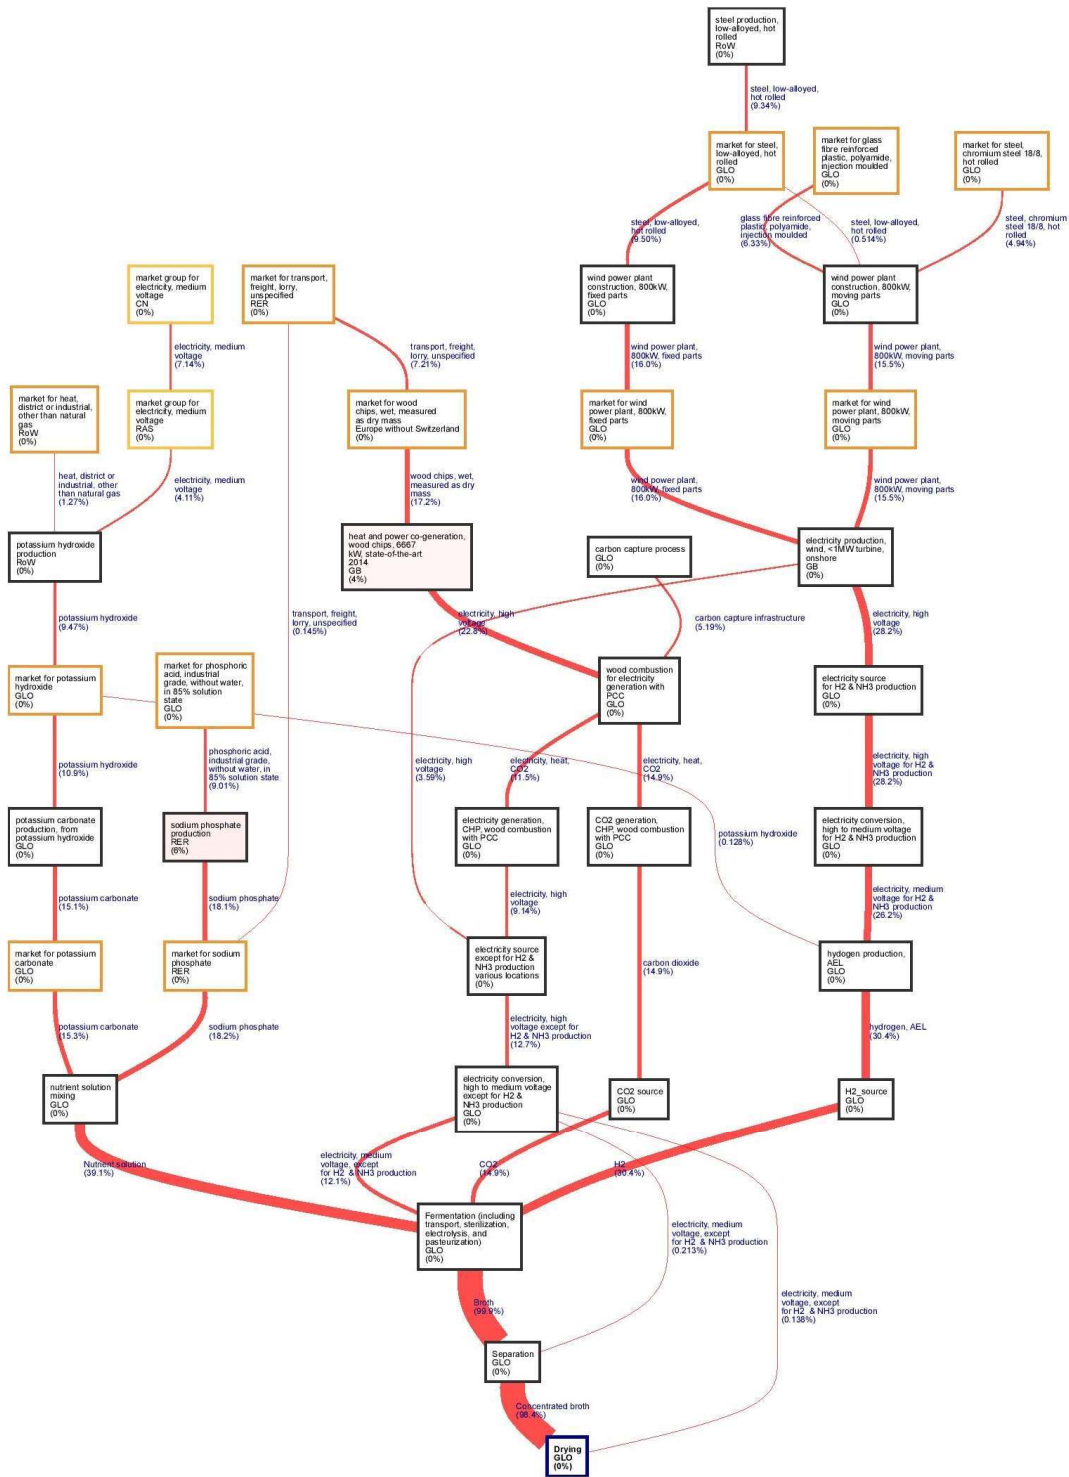 steel production,
low-alloyed, hot
rolled
RoW
(0%)
steel, low-alloyed,
hot rolled
(9.34%)
market for steel,
low-alloyed, hot
rolled
GLO
(0%)
market for glass
fibre reinforced
plastic, polyamide,
injection moulded
GLO
(0%)
market for steel,
chromium steel 18/8,
hot rolled
GLO
(0%)
steel, low-alloyed,
hot rolled
(9.50%)
glass fibre reinforced
plastic, polyamide,
injection moulded
(6.33%)
steel, low-alloyed,
hot rolled
(0.514%)
steel, chromium
steel 18/8, hot
rolled
(4.94%)
market group for
electricity, medium
voltage
CN
(0%)
market for transport,
freight, lorry,
unspecified
RER
(0%)
wind power plant
construction, 800kW,
fixed parts
GLO
(0%)
wind power plant
construction, 800kW,
moving parts
GLO
(0%)
electricity, medium
voltage
(7.14%)
transport, freight,
lorry, unspecified
(7.21%)
wind power plant,
800kW, fixed parts
(16.0%)
wind power plant,
800kW, moving parts
(15.5%)
market for heat,
district or industrial,
other than natural
gas
RoW
(0%)
market group for
electricity, medium
voltage
RAS
(0%)
market for wood
chips, wet, measured
as dry mass
Europe without Switzerland
(0%)
market for wind
power plant, 800kW,
fixed parts
GLO
(0%)
market for wind
power plant, 800kW,
moving parts
GLO
(0%)
heat, district or
industrial, other
than natural gas
(1.27%)
electricity, medium
voltage
(4.11%)
wood chips, wet,
measured as dry
mass
(17.2%)
wind power plant,
800kW, fixed parts
(16.0%)
wind power plant,
800kW, moving parts
(15.5%)
potassium hydroxide
production
RoW
(0%)
heat and power co-generation,
wood chips, 6667
kW, state-of-the-art
2014
GB
(4%)
carbon capture process
GLO
(0%)
electricity production,
wind, <1MW turbine,
onshore
GB
(0%)
potassium hydroxide
(9.47%)
transport, freight,
lorry, unspecified
(0.145%)
electricity, high
voltage
(22.8%)
carbon capture infrastructure
(5.19%)
electricity, high
voltage
(28.2%)
market for potassium
hydroxide
GLO
(0%)
market for phosphoric
acid, industrial
grade, without water,
in 85% solution
state
GLO
(0%)
wood combustion
for electricity
generation with
PCC
GLO
(0%)
electricity source
for H2 & NH3 production
GLO
(0%)
potassium hydroxide
(10.9%)
phosphoric acid,
industrial grade,
without water, in
85% solution state
(9.01%)
electricity, high
voltage
(3.59%)
electricity, heat,
CO2
(11.5%)
electricity, heat,
CO2
(14.9%)
electricity, high
voltage for H2 &
NH3 production
(28.2%)
potassium carbonate
production, from
potassium hydroxide
GLO
(0%)
sodium phosphate
production
RER
(6%)
electricity generation,
CHP, wood combustion
with PCC
GLO
(0%)
CO2 generation,
CHP, wood combustion
with PCC
GLO
(0%)
potassium hydroxide
(0.128%)
electricity conversion,
high to medium voltage
for H2 & NH3 production
GLO
(0%)
potassium carbonate
(15.1%)
sodium phosphate
(18.1%)
electricity, high
voltage
(9.14%)
electricity, medium
voltage for H2 &
NH3 production
(26.2%)
market for potassium
carbonate
GLO
(0%)
market for sodium
phosphate
RER
(0%)
electricity source
except for H2 &
NH3 production
various locations
(0%)
carbon dioxide
(14.9%)
hydrogen production,
AEL
GLO
(0%)
potassium carbonate
(15.3%)
sodium phosphate
(18.2%)
electricity, high
voltage except for
H2 & NH3 production
(12.7%)
hydrogen, AEL
(30.4%)
nutrient solution
mixing
GLO
(0%)
electricity conversion,
high to medium voltage
except for H2 &
NH3 production
GLO
(0%)
CO2 source
GLO
(0%)
H2_source
GLO
(0%)
Nutrient solution
(39.1%)
electricity, medium
voltage, except
for H2  & NH3 production
(12.1%)
CO2
(14.9%)
H2
(30.4%)
Fermentation (including
transport, sterilization,
electrolysis, and
pasteurization)
GLO
(0%)
electricity, medium
voltage, except
for H2  & NH3 production
(0.213%)
electricity, medium
voltage, except
for H2  & NH3 production
(0.138%)
Broth
(99.9%)
Separation
GLO
(0%)
Concentrated broth
(98.4%)
Drying
GLO
(0%)